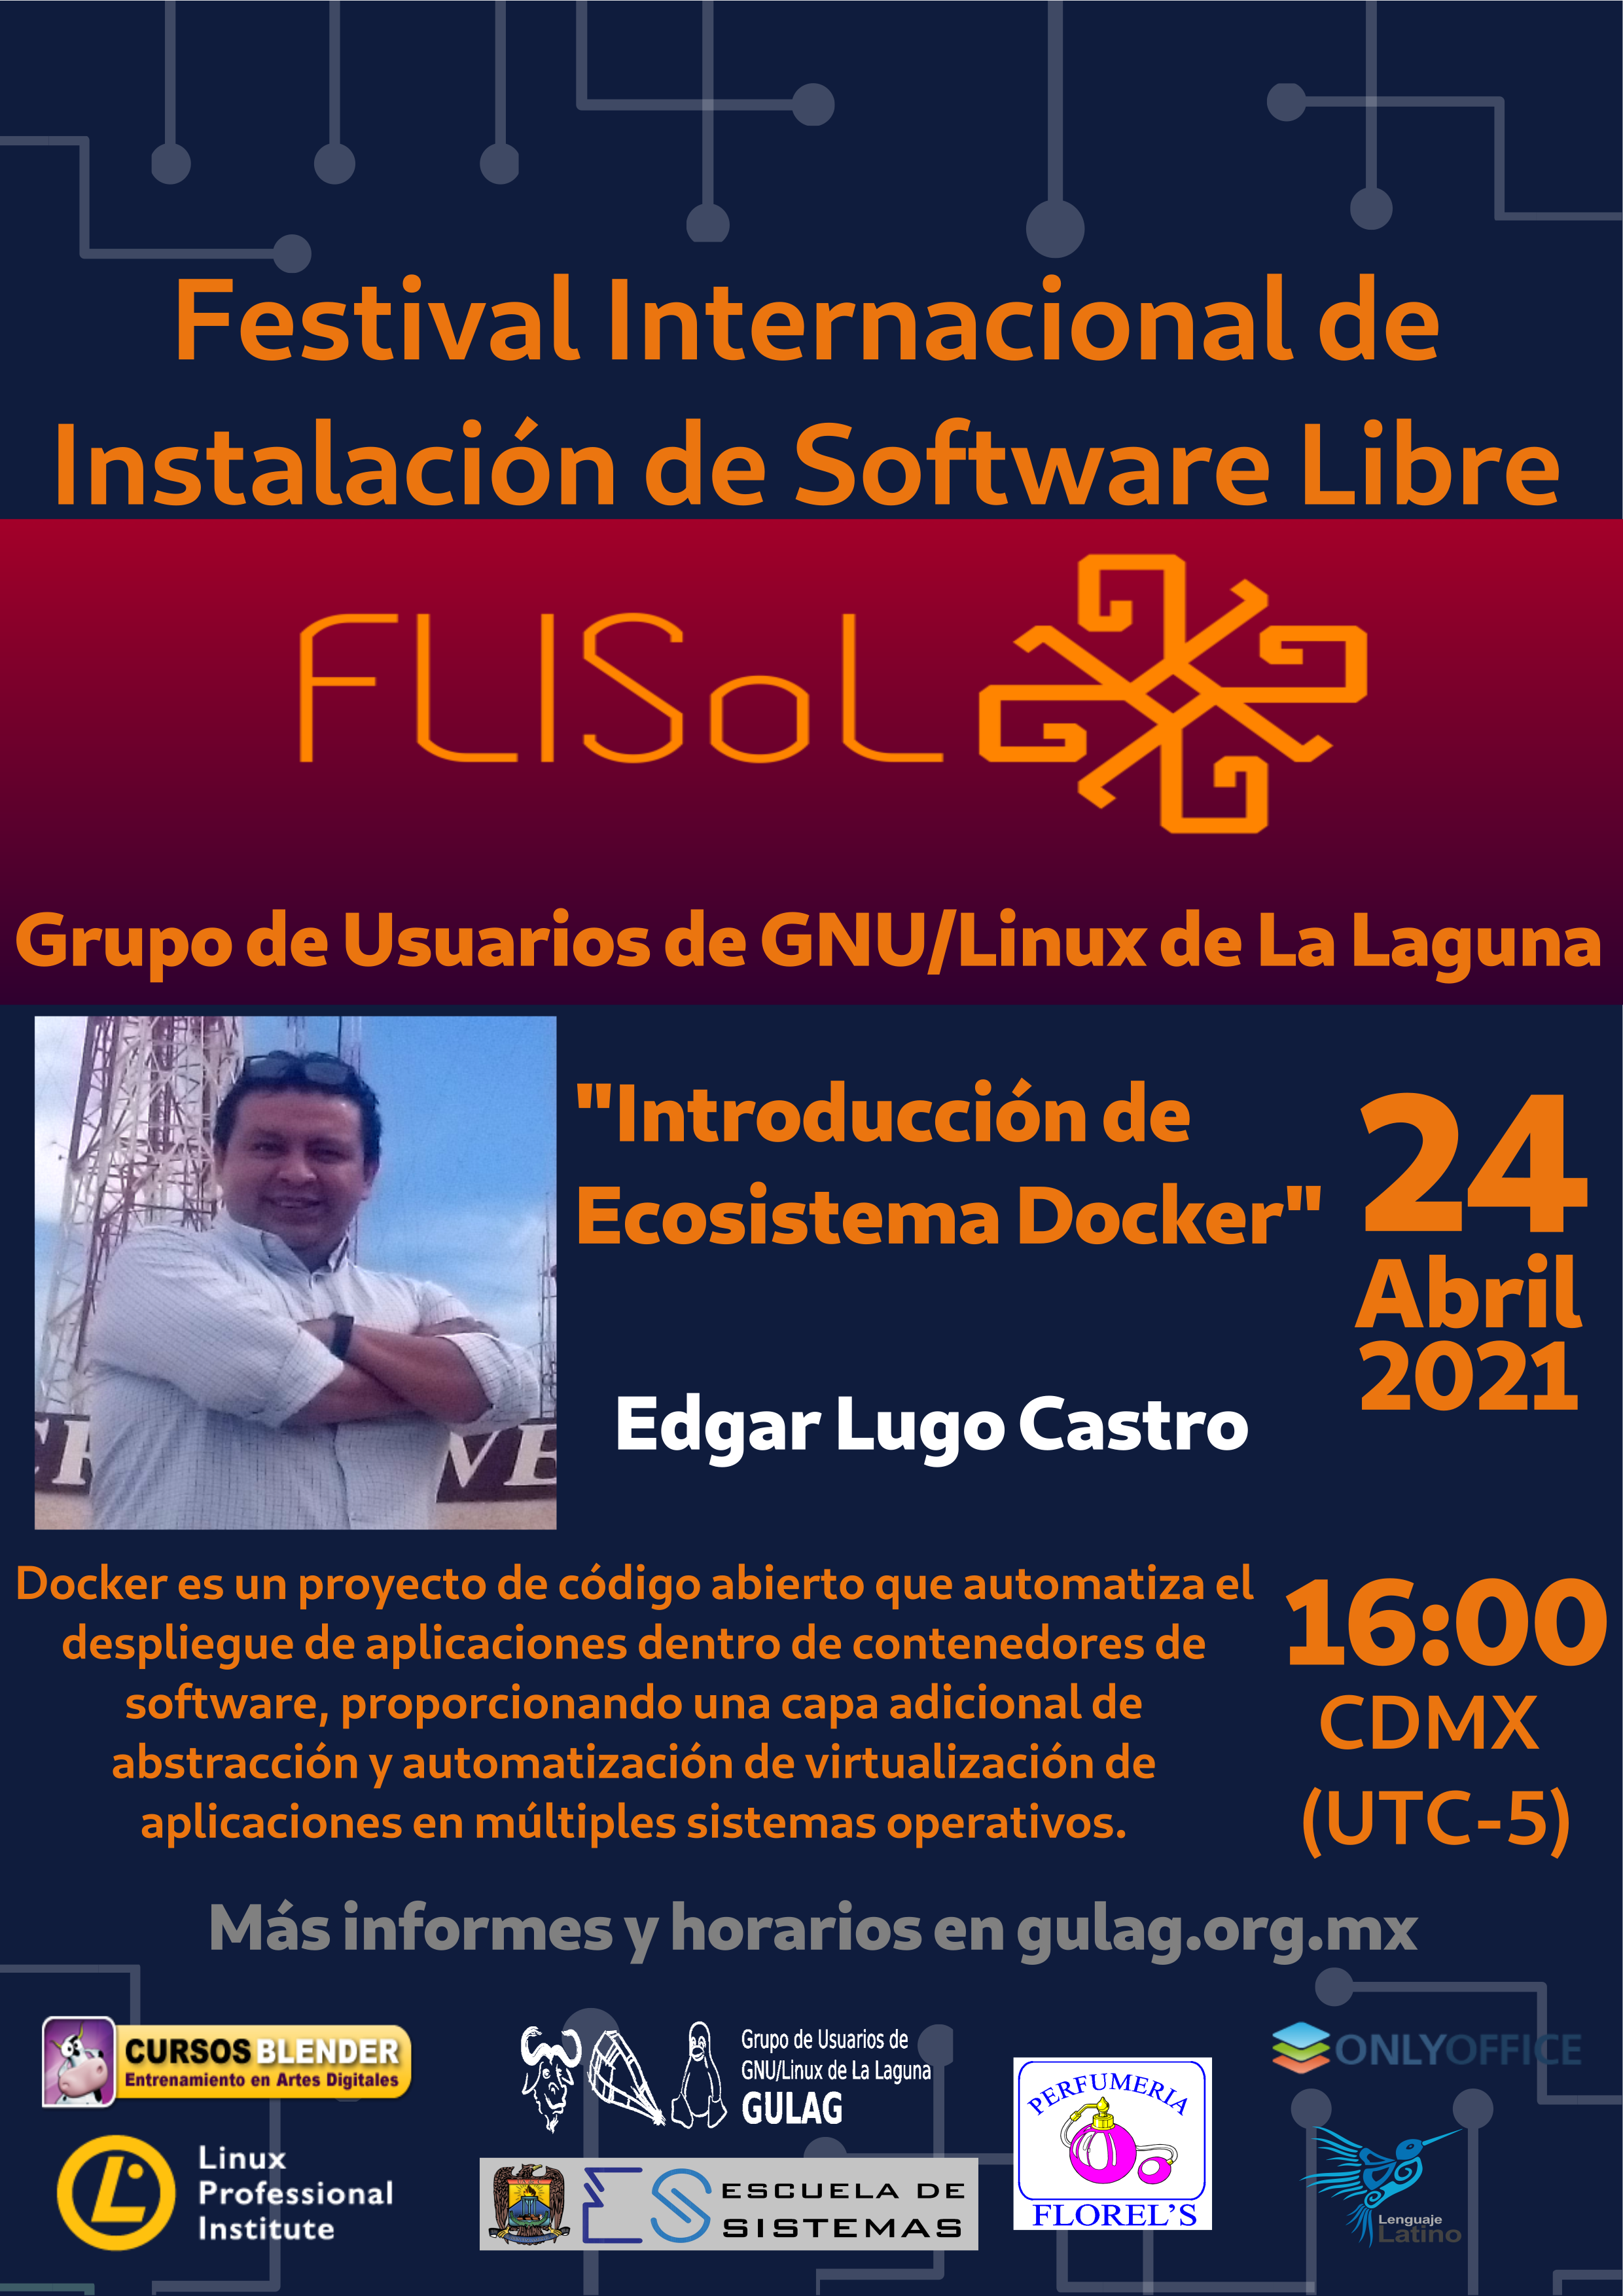 Festival Internacional de
Instalación de Software Libre
FLISoL
Grupo de Usuarios de GNU/Linux de La Laguna
"Introducción de
Ecosistema Docker"
24
Abril
2021
Edgar Lugo Castro
Docker es un proyecto de código abierto que automatiza el
despliegue de aplicaciones dentro de contenedores de
software, proporcionando una capa adicional de
abstracción y automatización de virtualización de
aplicaciones en múltiples sistemas operativos.
16:00
CDMX
(UTC-5)
Más informes y horarios en gulag.org.mx
CURSOS BLENDER
Entrenamiento en Artes Digitales
Linux
Professional
Institute
Grupo de Usuarios de
GNU/Linux de La Laguna
GULAG
ES
ESCUELA DE
SISTEMAS
PERFUMERIA
FLOREL'S
ONLYOFFICE
Lenguaje
Latino